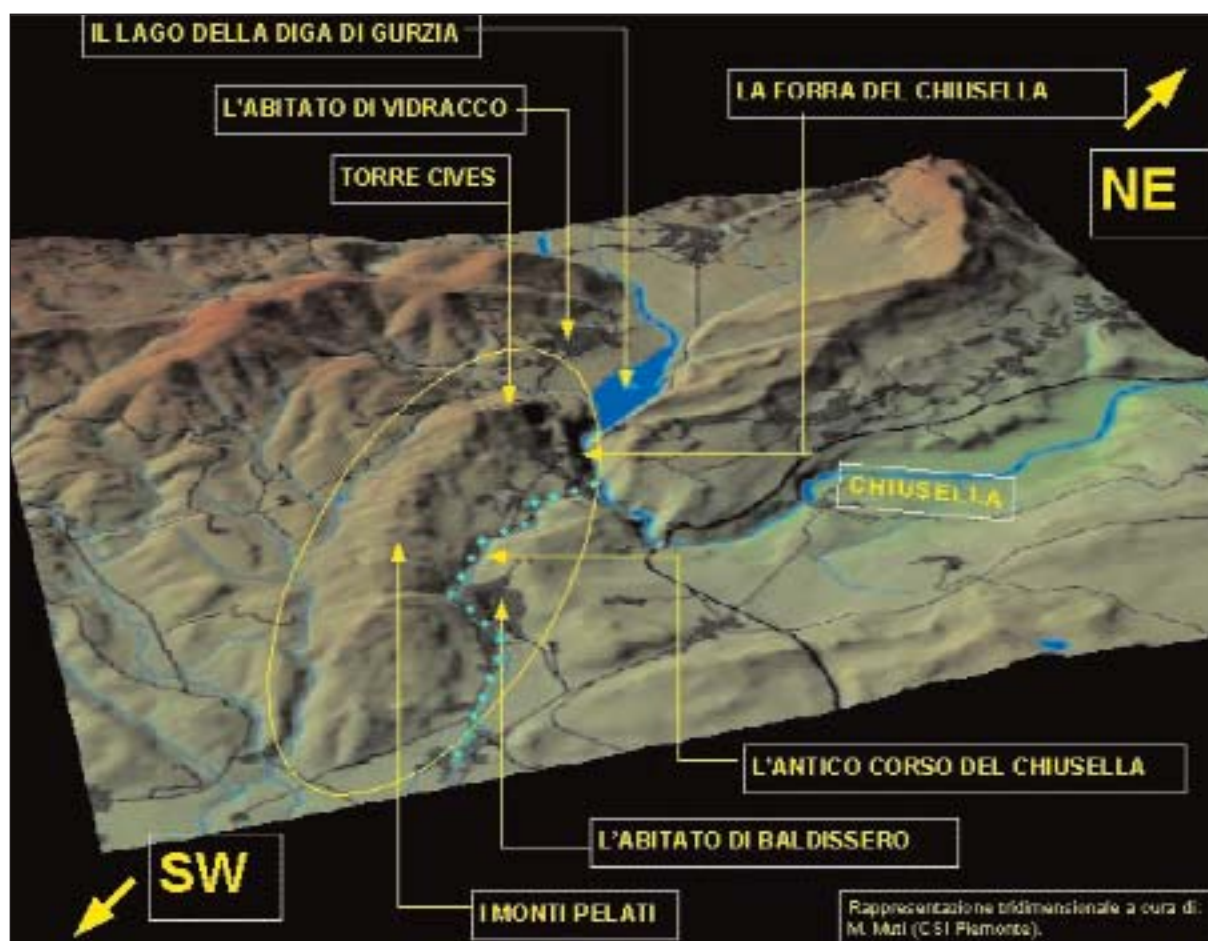 IL LAGO DELLA DIGA DI GURZIA
LA FORRA DEL CHIUSELLA
L'ABITATO DI VIDRACCO
TORRE CIVES
NE
CHIUSELLA
L'ANTICO CORSO DEL CHIUSELLA
L'ABITATO DI BALDISSERO
SW
I MONTI PELATI
Rappresentazione tridimensionale a cura di:
M. Muti (CSI Piemonte).